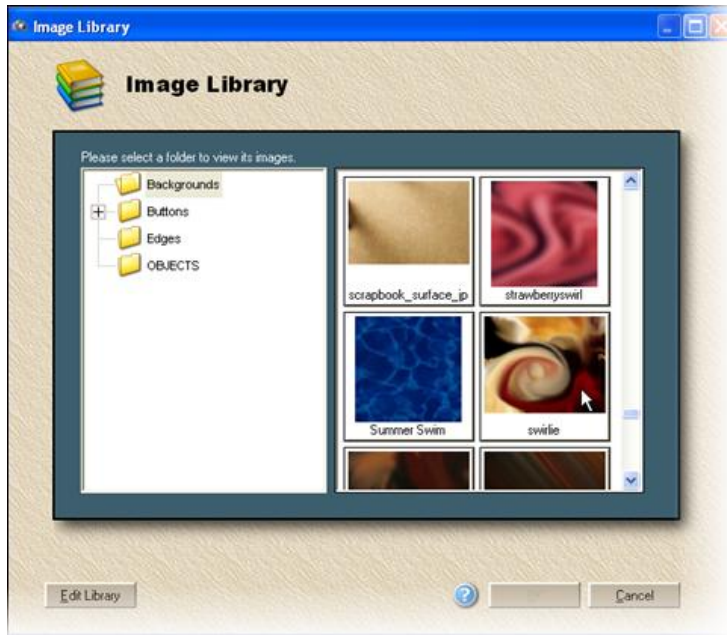 Image Library
Image Library
Please select a folder to view its images.
Backgrounds
Buttons
Edges
OBJECTS
scrapbook_surface_jp
strawberryswirl
Summer Swim
swirlie
Edit Library
Cancel